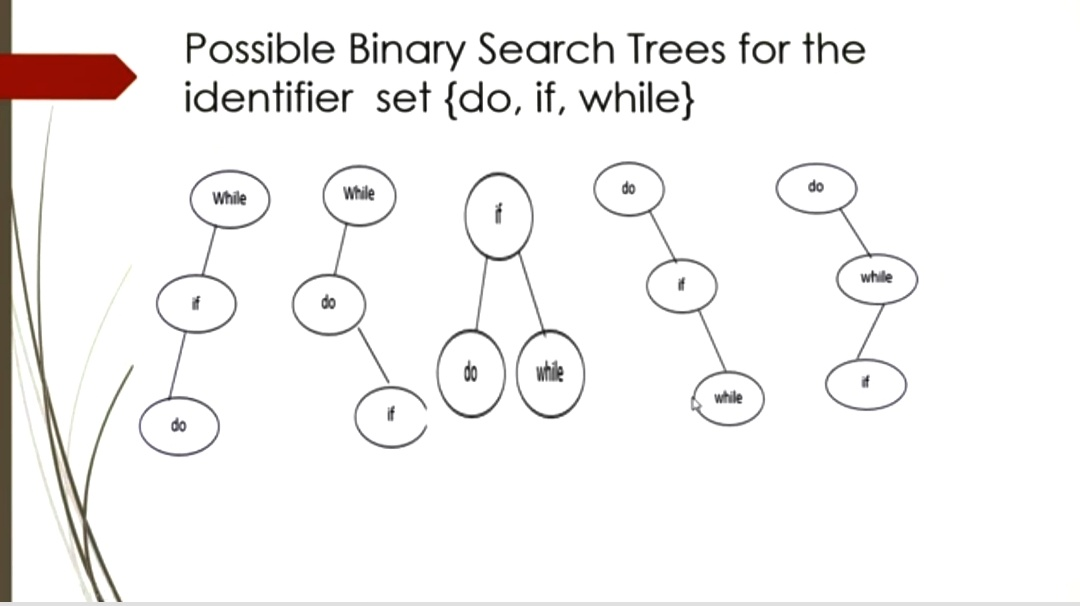 Possible Binary Search Trees for the
identifier set {do, if, while}
While
if
do
While
do
if
if
do
while
do
if
while
do
while
if